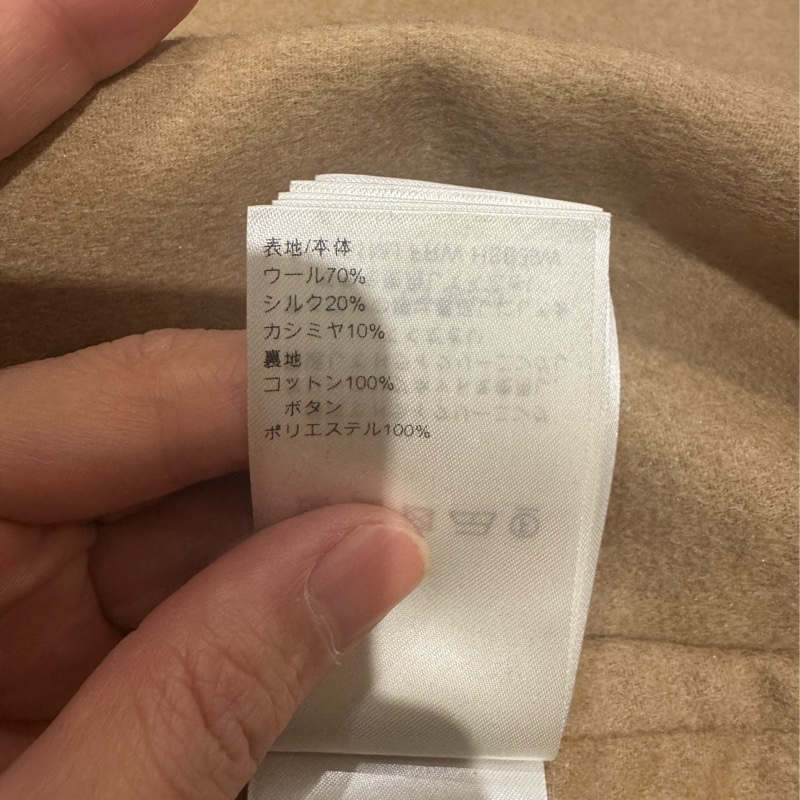 表地/本体
ウール70%
シルク20%
カシミヤ10%
裏地
コットン100%
ボタン
ポリエステル100%